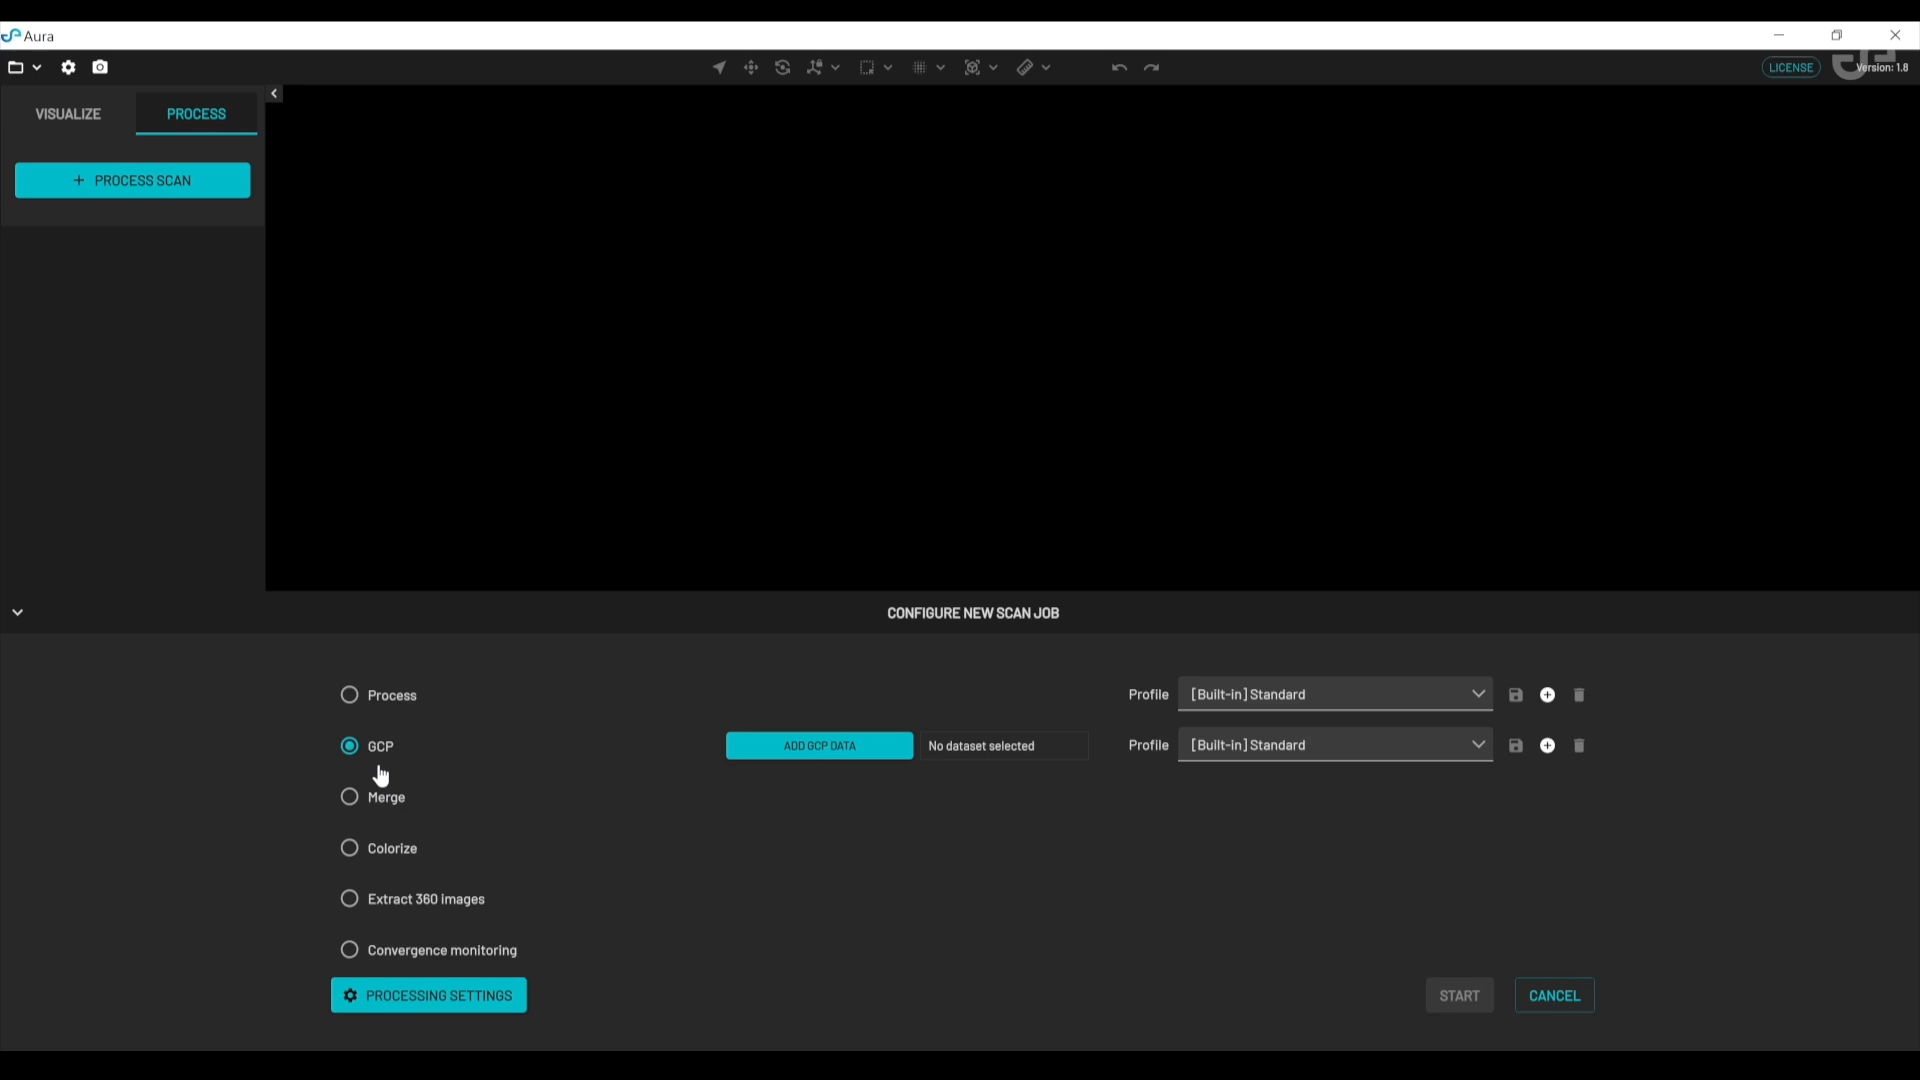 Aura
LICENSE
Version: 1.8
VISUALIZE
PROCESS
+ PROCESS SCAN
CONFIGURE NEW SCAN JOB
Process
Profile
[Built-in] Standard
GCP
ADD GCP DATA
No dataset selected
Profile
[Built-in] Standard
Merge
Colorize
Extract 360 images
Convergence monitoring
PROCESSING SETTINGS
START
CANCEL